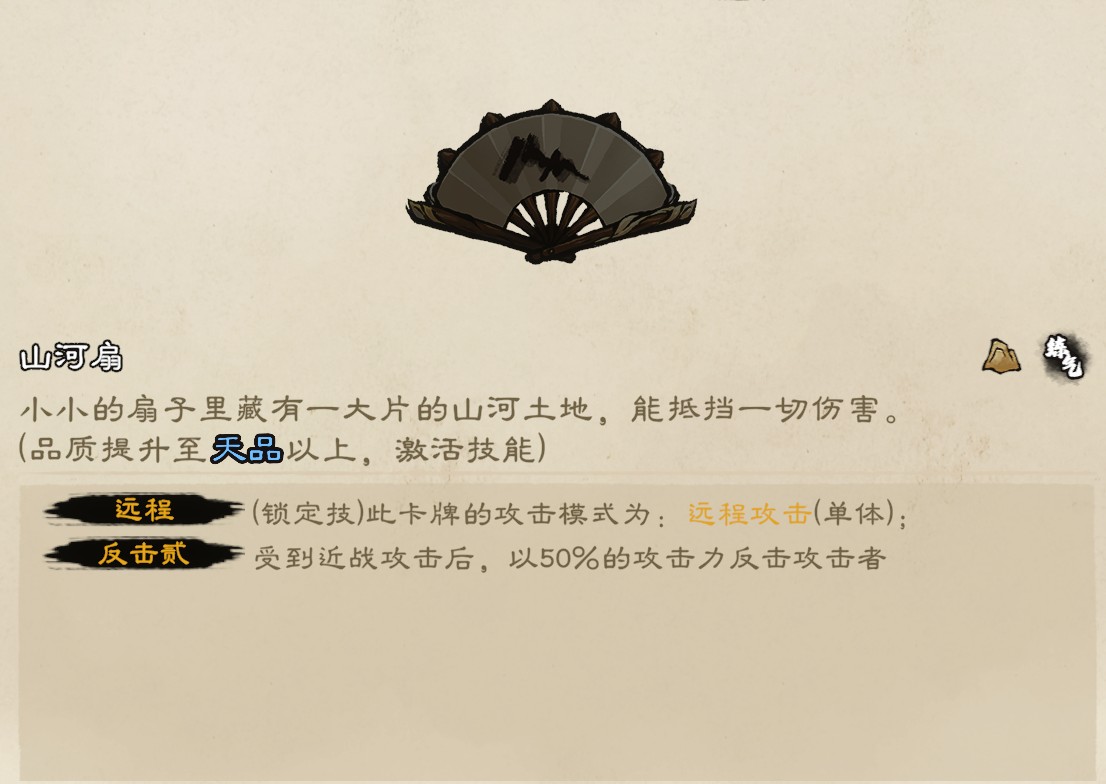 山河扇
练气
小小的扇子里藏有一大片的山河土地，能抵挡一切伤害。
(品质提升至天品以上，激活技能)
远程 (锁定技)此卡牌的攻击模式为：远程攻击(单体)；
反击贰 受到近战攻击后，以50%的攻击力反击攻击者